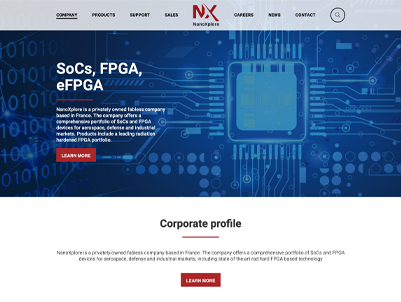 COMPANY PRODUCTS SUPPORT SALES NX CAREERS NEWS CONTACT
NanoXplore
SoCs, FPGA,
eFPGA
NanoXplore is a privately owned fabless company
based in France. The company offers a
comprehensive portfolio of SoCs and FPGA
devices for aerospace, defense and industrial
markets. Products include a leading radiation
hardened FPGA portfolio.
LEARN MORE
Corporate profile
NanoXplore is a privately owned fabless company based in France. The company offers a comprehensive portfolio of SoCs and FPGA
devices for aerospace, defense and industrial markets, including state of the art rad hard FPGA based technology
LEARN MORE